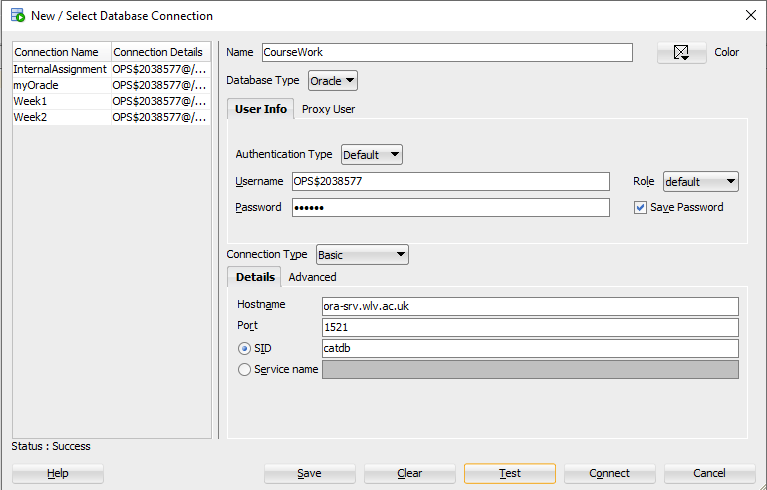 New / Select Database Connection
Connection Name Connection Details
InternalAssignment OPS$2038577@/...
myOracle OPS$2038577@/...
Week1 OPS$2038577@/...
Week2 OPS$2038577@/...
Name CourseWork Color
Database Type Oracle
User Info Proxy User
Authentication Type Default
Username OPS$2038577 Role default
Password •••••• Save Password
Connection Type Basic
Details Advanced
Hostname ora-srv.wlv.ac.uk
Port 1521
SID catdb
Service name
Status : Success
Help Save Clear Test Connect Cancel